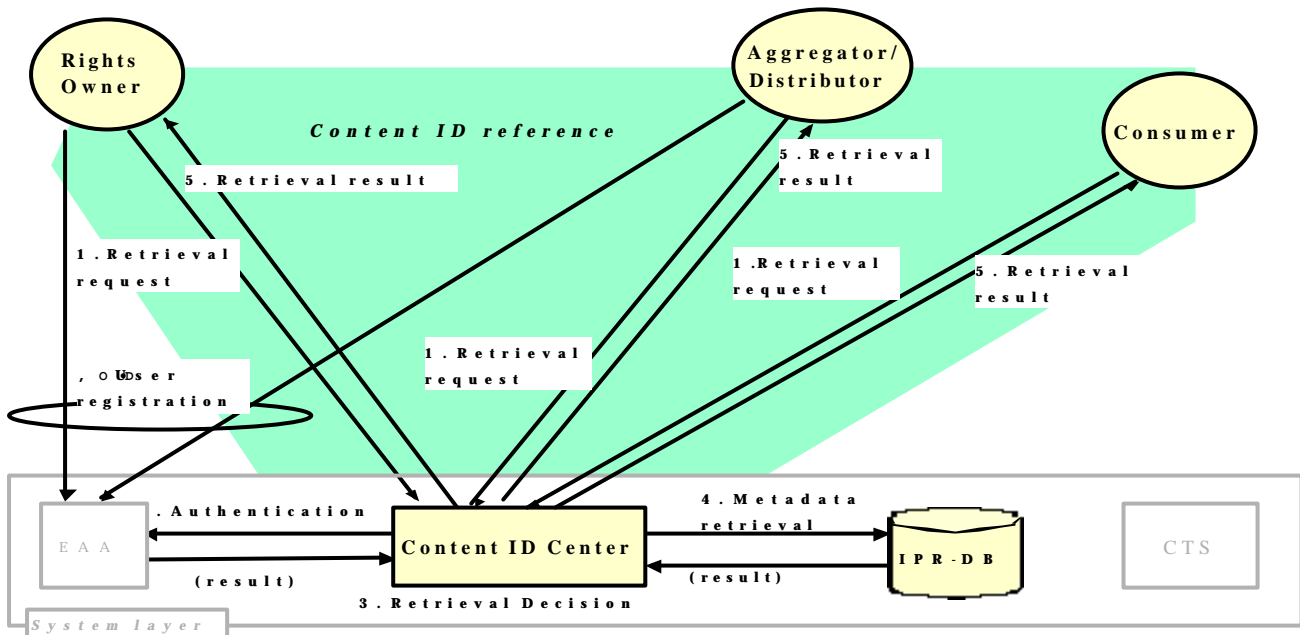 Rights
Owner
Aggregator/
Distributor
Consumer
Content ID reference
5.Retrieval result
5.Retrieval
result
1.Retrieval
request
1.Retrieval
request
5.Retrieval
result
1.Retrieval
request
User
registration
.Authentication
4.Metadata
retrieval
EAA
Content ID Center
IPR-DB
CTS
(result)
(result)
3.Retrieval Decision
System layer